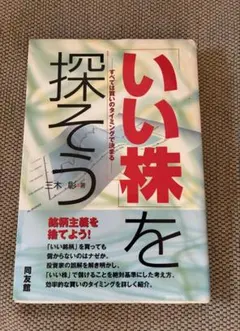 「いい株」を
探そう
すべては買いのタイミングで決まる
三木 彰・著
銘柄主義を
捨てよう!
「いい銘柄」を買っても
儲からないのはナゼか、
投資家の誤解を解き明かし、
「いい株」で儲けることを絶対基準にした考え方、
効率的な買いのタイミングを詳しく紹介。
同友館